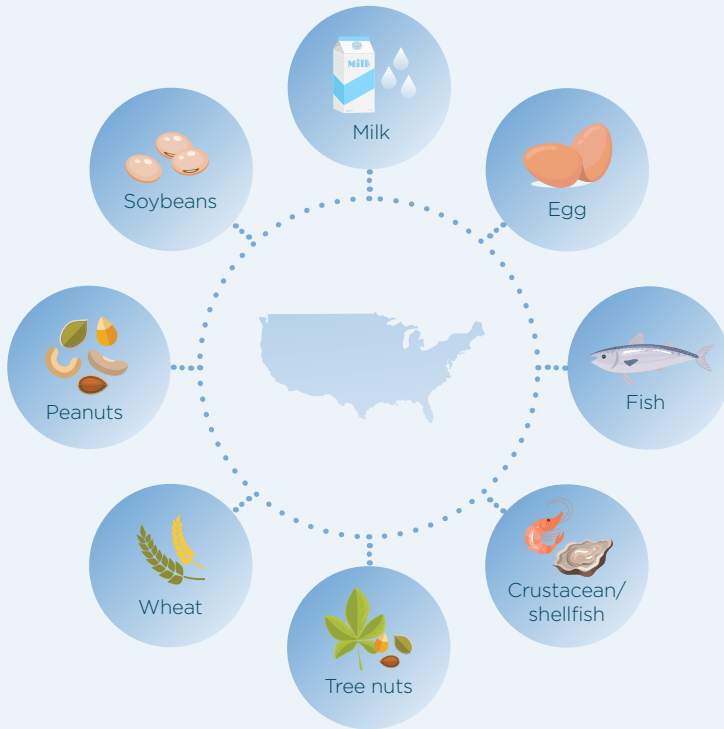 Milk
Milk
Egg
Fish
Crustacean/
shellfish
Tree nuts
Wheat
Peanuts
Soybeans